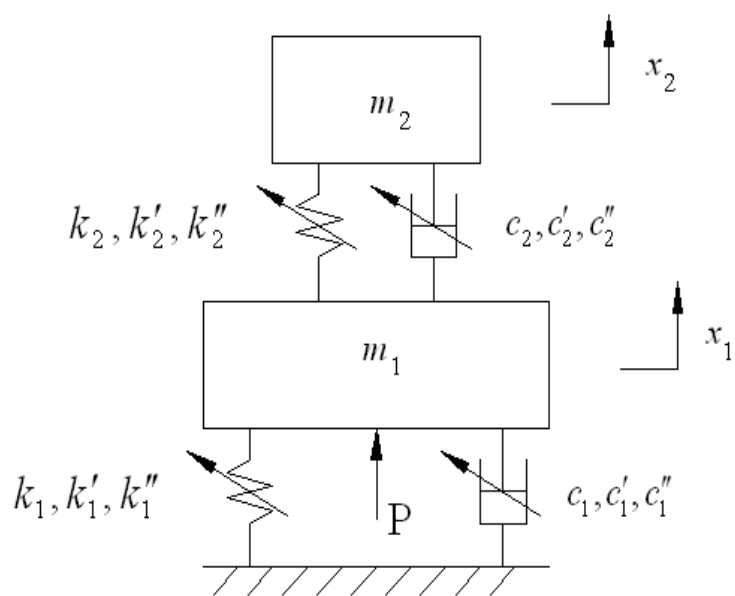 x₂
m₂
k₂, k₂′, k₂″
c₂, c₂′, c₂″
x₁
m₁
k₁, k₁′, k₁″
P
c₁, c₁′, c₁″